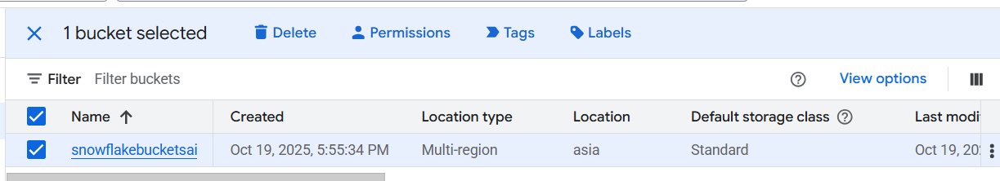 1 bucket selected Delete Permissions Tags Labels
Filter Filter buckets View options
Name Created Location type Location Default storage class Last modi
snowflakebucketsai Oct 19, 2025, 5:55:34 PM Multi-region asia Standard Oct 19, 20